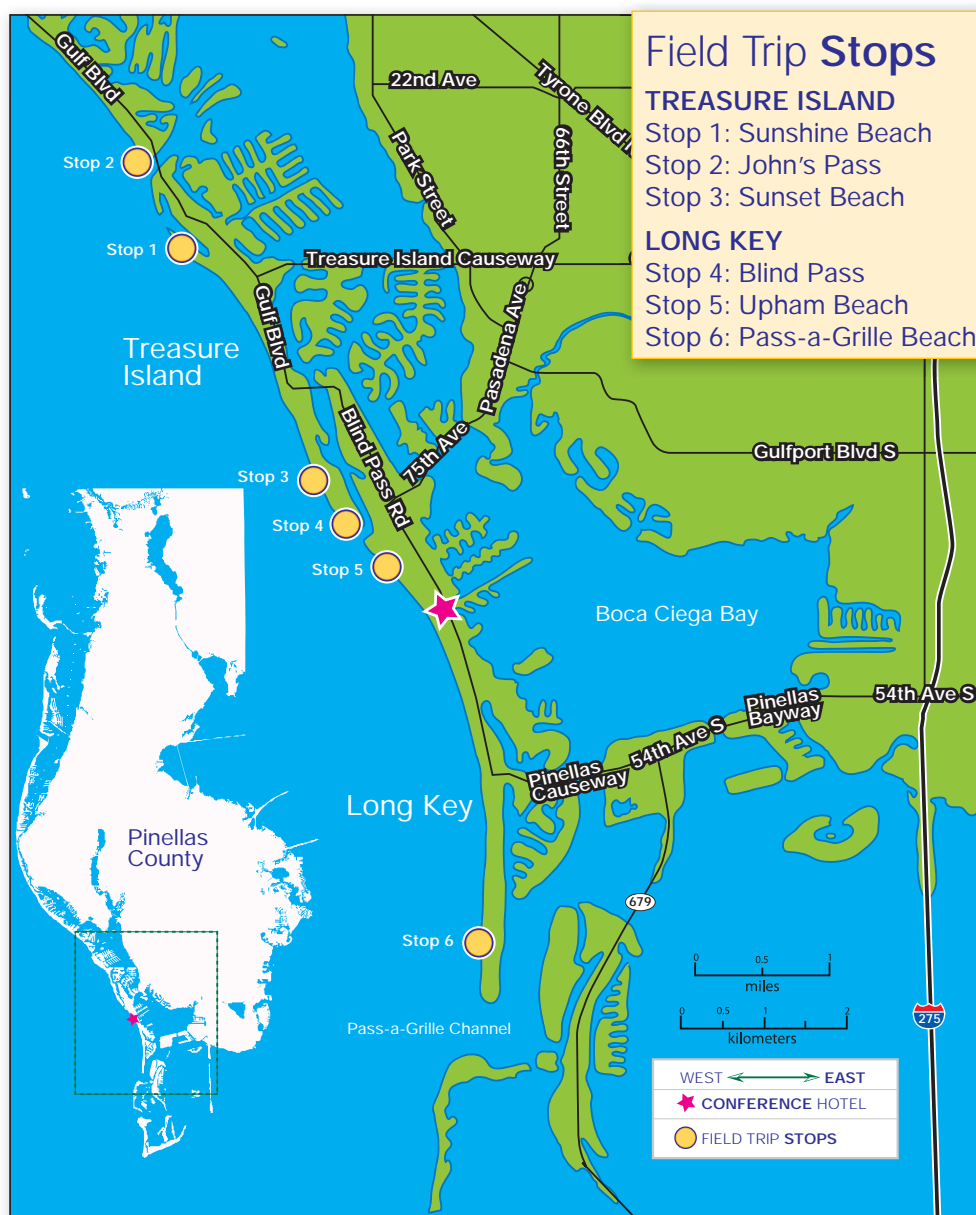 Field Trip Stops
TREASURE ISLAND
Stop 1: Sunshine Beach
Stop 2: John's Pass
Stop 3: Sunset Beach
LONG KEY
Stop 4: Blind Pass
Stop 5: Upham Beach
Stop 6: Pass-a-Grille Beach
Gulf Blvd
22nd Ave
Tyrone Blvd
Park Street
66th Street
Stop 2
Stop 1
Treasure Island Causeway
Gulf Blvd
Pasadena Ave
Treasure
Island
Blind Pass Rd
75th Ave
Gulfport Blvd S
Stop 3
Stop 4
Stop 5
Boca Ciega Bay
54th Ave S
Pinellas
Bayway
54th Ave S
Pinellas
Causeway
Long Key
Pinellas
County
679
Stop 6
0 0.5 1
miles
Pass-a-Grille Channel
0 0.5 1 2
kilometers
275
WEST EAST
CONFERENCE HOTEL
FIELD TRIP STOPS